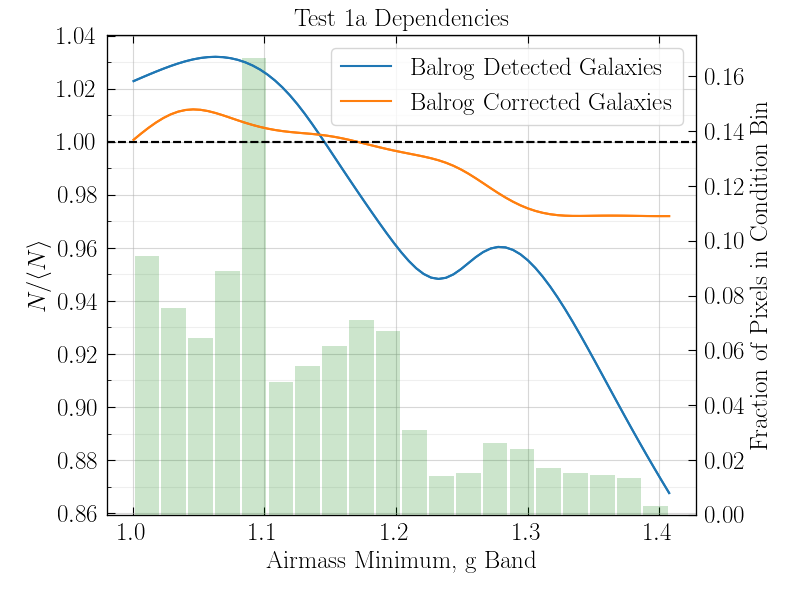 Test 1a Dependencies
Balrog Detected Galaxies
Balrog Corrected Galaxies
N/⟨N⟩
1.04
1.02
1.00
0.98
0.96
0.94
0.92
0.90
0.88
0.86
0.16
0.14
0.12
0.10
0.08
0.06
0.04
0.02
0.00
Fraction of Pixels in Condition Bin
1.0 1.1 1.2 1.3 1.4
Airmass Minimum, g Band